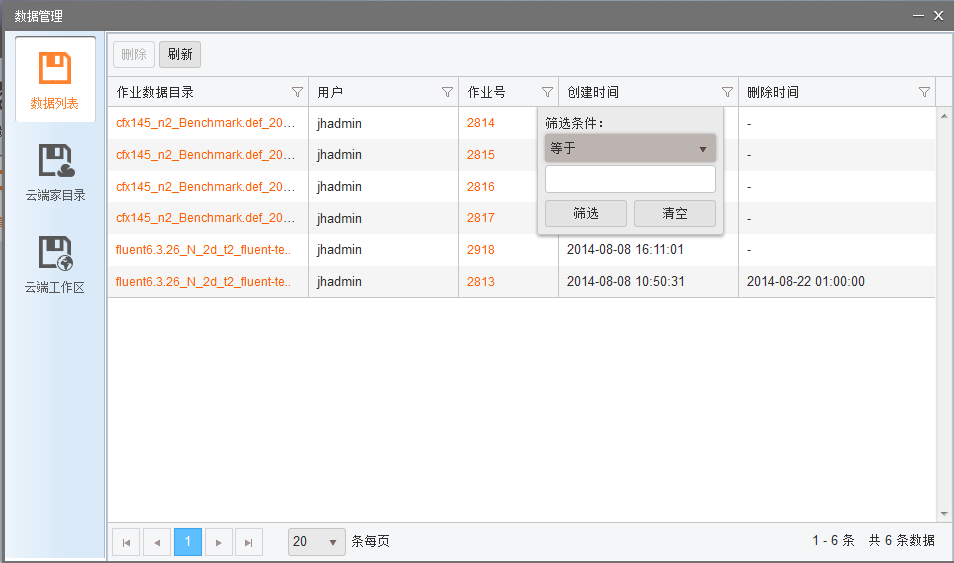 数据管理
数据列表
云端家目录
云端工作区
删除 刷新
作业数据目录 用户 作业号 创建时间 删除时间
cfx145_n2_Benchmark.def_20... jhadmin 2814 -
cfx145_n2_Benchmark.def_20... jhadmin 2815 -
cfx145_n2_Benchmark.def_20... jhadmin 2816 -
cfx145_n2_Benchmark.def_20... jhadmin 2817 -
fluent6.3.26_N_2d_t2_fluent-te.. jhadmin 2918 2014-08-08 16:11:01 -
fluent6.3.26_N_2d_t2_fluent-te.. jhadmin 2813 2014-08-08 10:50:31 2014-08-22 01:00:00
筛选条件：
等于
筛选 清空
1 20 条每页 1 - 6 条 共 6 条数据